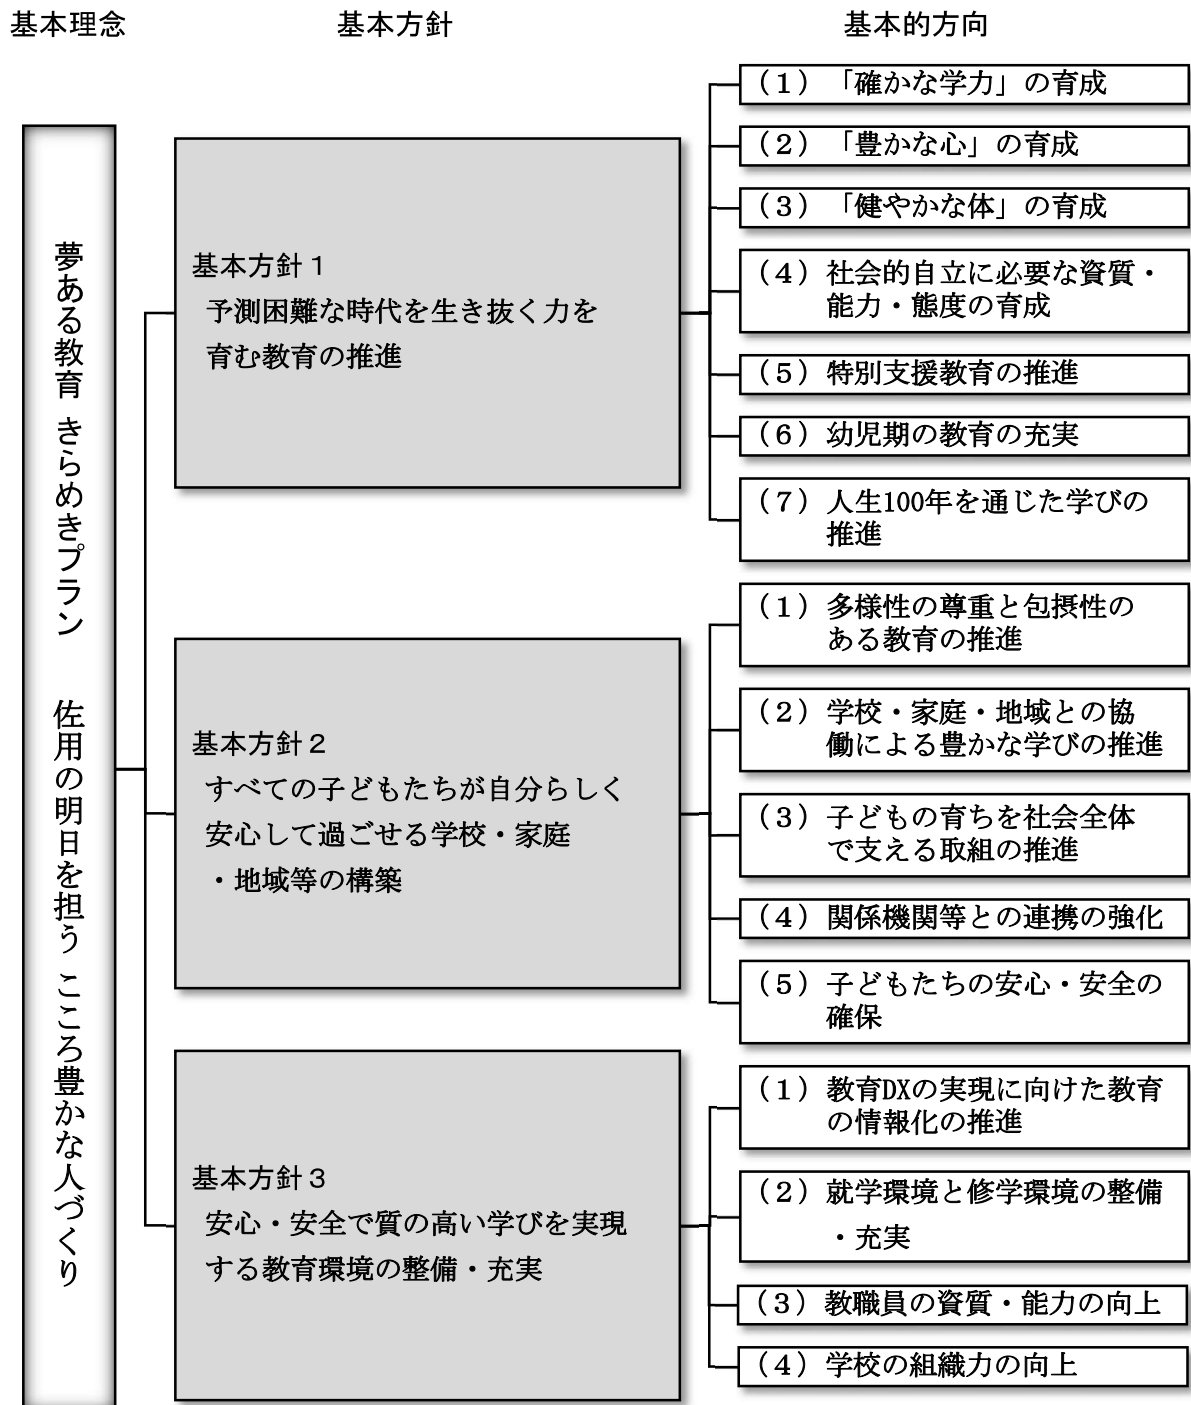 基本理念
基本方針
基本的方向
夢ある教育 きらめきプラン 佐用の明日を担う こころ豊かな人づくり
基本方針１
予測困難な時代を生き抜く力を
育む教育の推進
（１）「確かな学力」の育成
（２）「豊かな心」の育成
（３）「健やかな体」の育成
（４）社会的自立に必要な資質・
能力・態度の育成
（５）特別支援教育の推進
（６）幼児期の教育の充実
（７）人生100年を通じた学びの
推進
基本方針２
すべての子どもたちが自分らしく
安心して過ごせる学校・家庭
・地域等の構築
（１）多様性の尊重と包摂性の
ある教育の推進
（２）学校・家庭・地域との協
働による豊かな学びの推進
（３）子どもの育ちを社会全体
で支える取組の推進
（４）関係機関等との連携の強化
（５）子どもたちの安心・安全の
確保
基本方針３
安心・安全で質の高い学びを実現
する教育環境の整備・充実
（１）教育DXの実現に向けた教育
の情報化の推進
（２）就学環境と修学環境の整備
・充実
（３）教職員の資質・能力の向上
（４）学校の組織力の向上